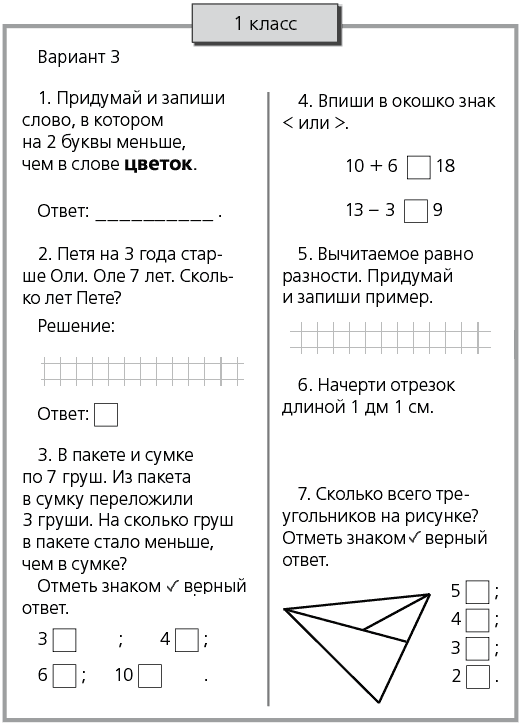 1 класс
Вариант 3
1. Придумай и запиши
слово, в котором
на 2 буквы меньше,
чем в слове цветок.
Ответ: __________ .
2. Петя на 3 года стар-
ше Оли. Оле 7 лет. Сколь-
ко лет Пете?
Решение:
Ответ: □
3. В пакете и сумке
по 7 груш. Из пакета
в сумку переложили
3 груши. На сколько груш
в пакете стало меньше,
чем в сумке?
Отметь знаком ✓ верный
ответ.
3 □ ; 4 □ ;
6 □ ; 10 □ .
4. Впиши в окошко знак
< или >.
10 + 6 □ 18
13 − 3 □ 9
5. Вычитаемое равно
разности. Придумай
и запиши пример.
6. Начерти отрезок
длиной 1 дм 1 см.
7. Сколько всего тре-
угольников на рисунке?
Отметь знаком ✓ верный
ответ.
5 □ ;
4 □ ;
3 □ ;
2 □ .